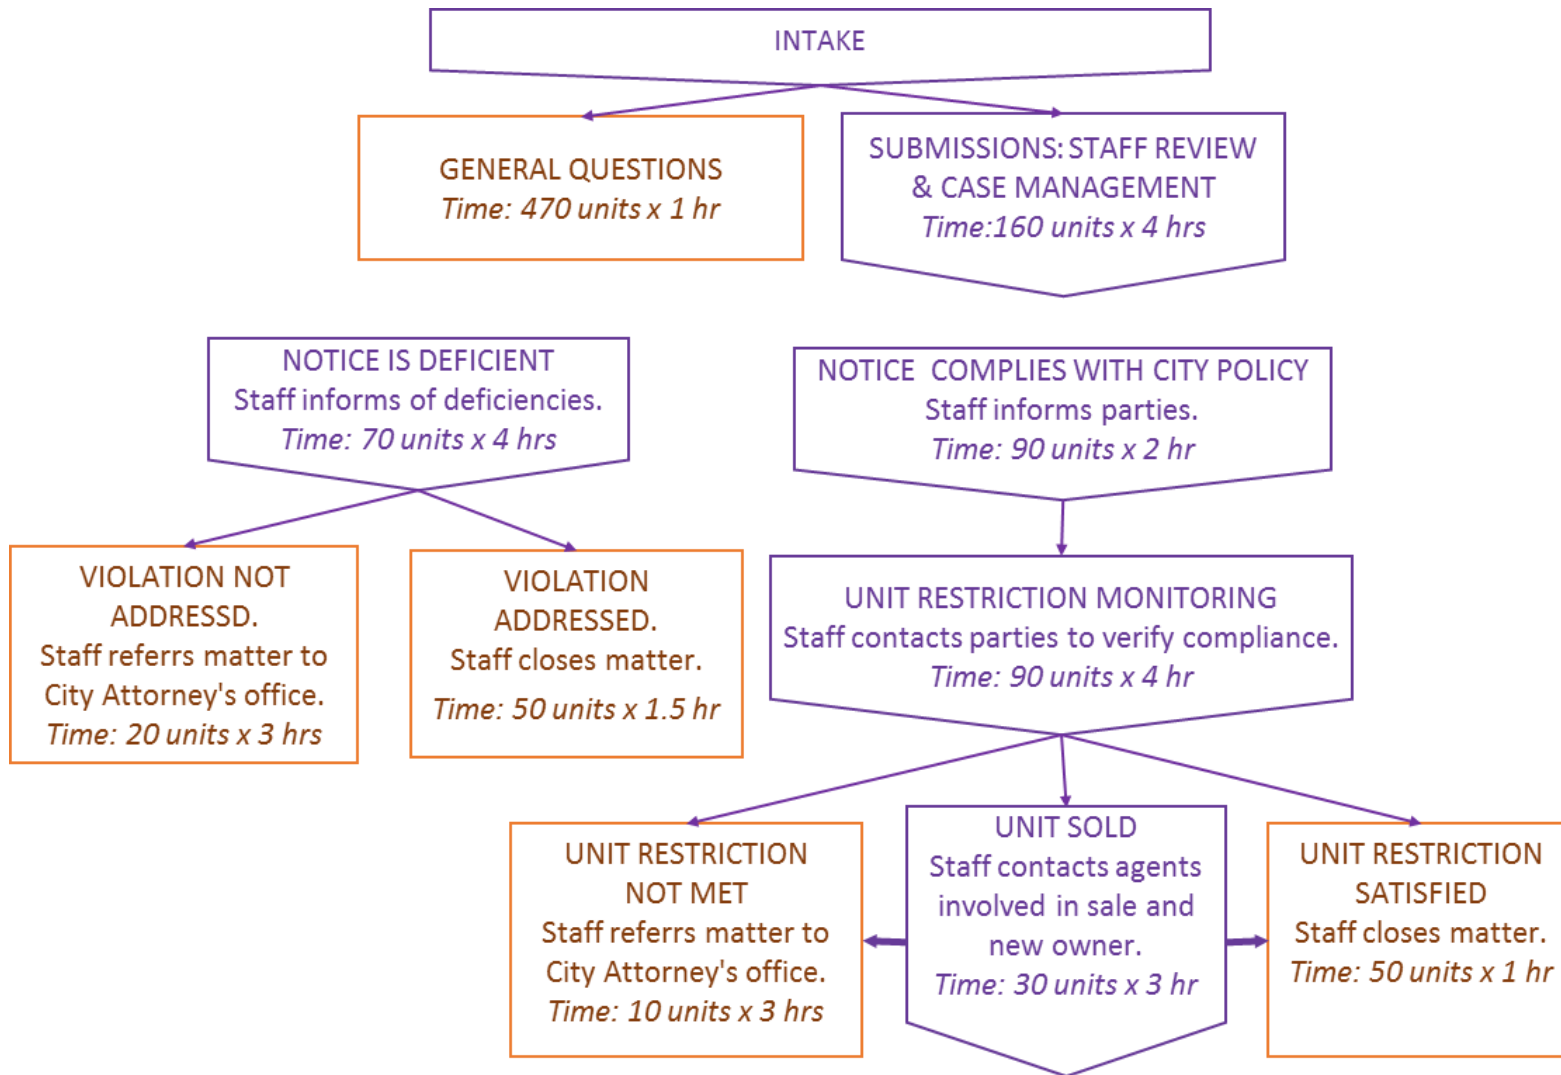 INTAKE
GENERAL QUESTIONS
Time: 470 units x 1 hr
SUBMISSIONS: STAFF REVIEW
& CASE MANAGEMENT
Time:160 units x 4 hrs
NOTICE IS DEFICIENT
Staff informs of deficiencies.
Time: 70 units x 4 hrs
NOTICE COMPLIES WITH CITY POLICY
Staff informs parties.
Time: 90 units x 2 hr
VIOLATION NOT
ADDRESSD.
Staff referrs matter to
City Attorney's office.
Time: 20 units x 3 hrs
VIOLATION
ADDRESSED.
Staff closes matter.
Time: 50 units x 1.5 hr
UNIT RESTRICTION MONITORING
Staff contacts parties to verify compliance.
Time: 90 units x 4 hr
UNIT RESTRICTION
NOT MET
Staff referrs matter to
City Attorney's office.
Time: 10 units x 3 hrs
UNIT SOLD
Staff contacts agents
involved in sale and
new owner.
Time: 30 units x 3 hr
UNIT RESTRICTION
SATISFIED
Staff closes matter.
Time: 50 units x 1 hr